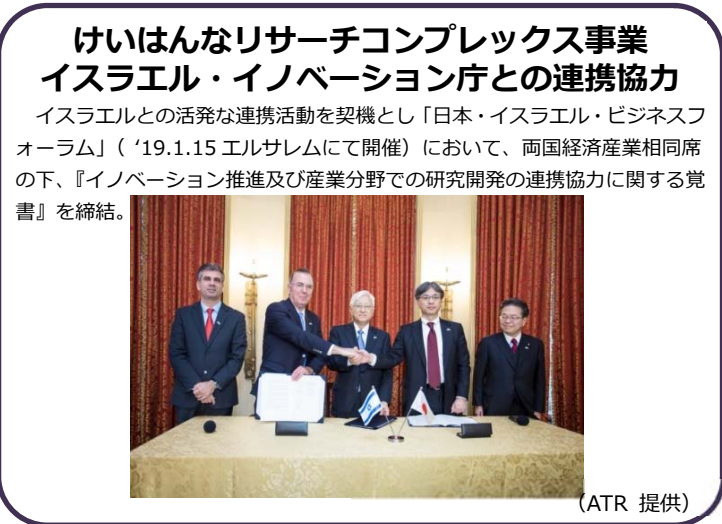 けいはんなリサーチコンプレックス事業
イスラエル・イノベーション庁との連携協力
イスラエルとの活発な連携活動を契機とし「日本・イスラエル・ビジネスフ
ォーラム」( ‘19.1.15 エルサレムにて開催）において、両国経済産業相同席
の下、『イノベーション推進及び産業分野での研究開発の連携協力に関する覚
書』を締結。
（ATR 提供）